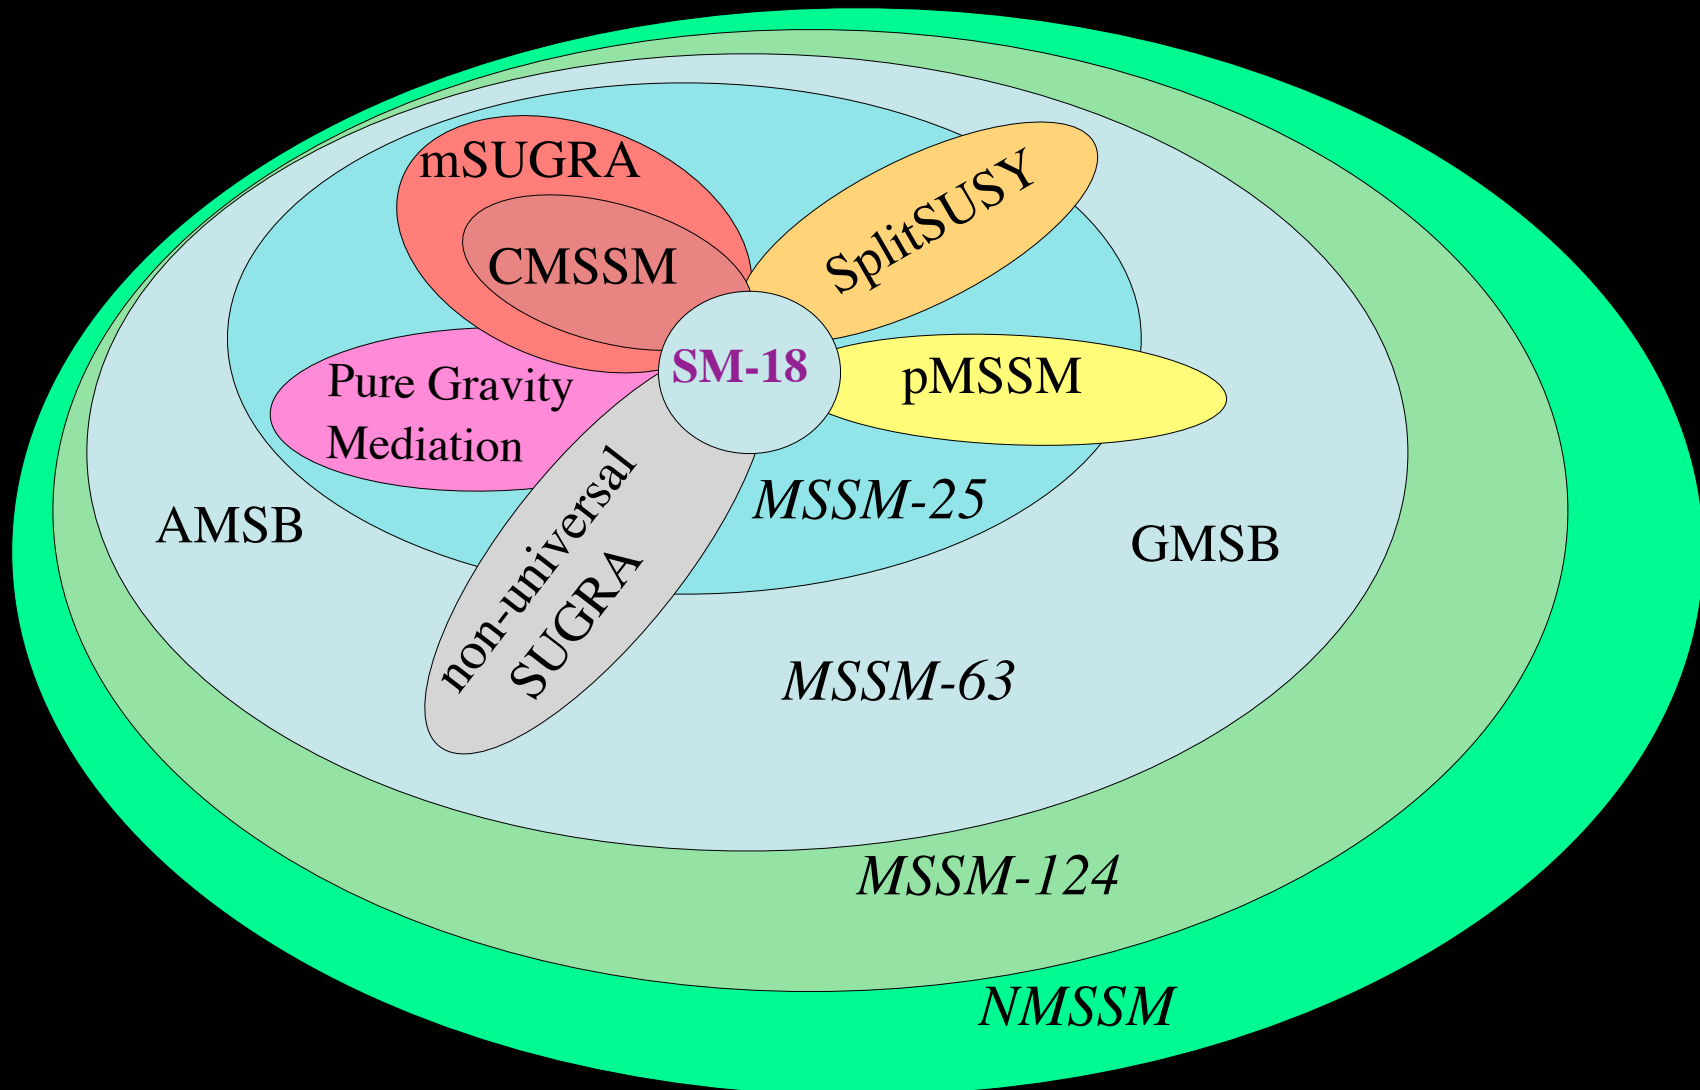 mSUGRA
SplitSUSY
CMSSM
SM-18
pMSSM
Pure Gravity
Mediation
MSSM-25
AMSB
GMSB
non-universal
SUGRA
MSSM-63
MSSM-124
NMSSM